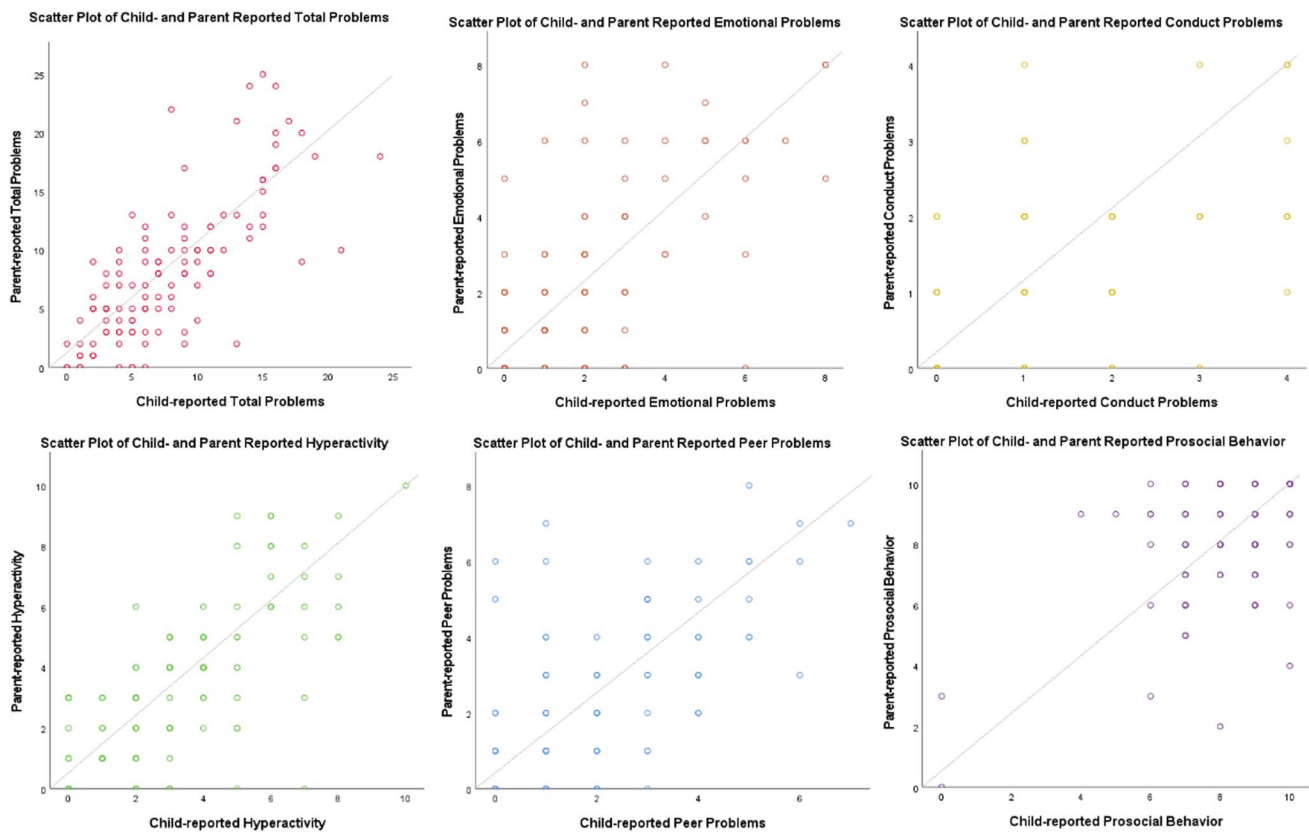 Scatter Plot of Child- and Parent Reported Total Problems
Parent-reported Total Problems
25
20
15
10
5
0
0 5 10 15 20 25
Child-reported Total Problems
Scatter Plot of Child- and Parent Reported Emotional Problems
Parent-reported Emotional Problems
8
6
4
2
0
0 2 4 6 8
Child-reported Emotional Problems
Scatter Plot of Child- and Parent Reported Conduct Problems
Parent-reported Conduct Problems
4
3
2
1
0
0 1 2 3 4
Child-reported Conduct Problems
Scatter Plot of Child- and Parent Reported Hyperactivity
Parent-reported Hyperactivity
10
8
6
4
2
0
0 2 4 6 8 10
Child-reported Hyperactivity
Scatter Plot of Child- and Parent Reported Peer Problems
Parent-reported Peer Problems
8
6
4
2
0
0 2 4 6
Child-reported Peer Problems
Scatter Plot of Child- and Parent Reported Prosocial Behavior
Parent-reported Prosocial Behavior
10
8
6
4
2
0
0 2 4 6 8 10
Child-reported Prosocial Behavior